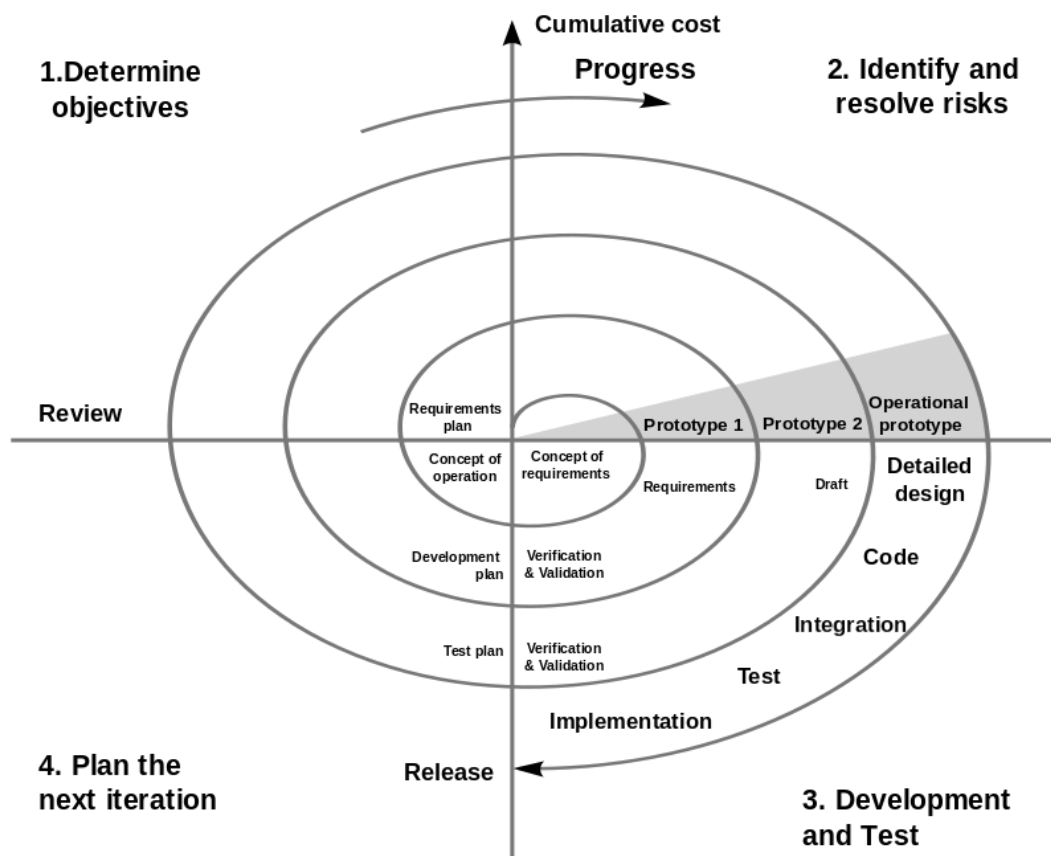 Cumulative cost
Progress
1.Determine
objectives
2. Identify and
resolve risks
Review
Requirements
plan
Prototype 1
Prototype 2
Operational
prototype
Concept of
operation
Concept of
requirements
Requirements
Draft
Detailed
design
Development
plan
Verification
& Validation
Code
Integration
Test plan
Verification
& Validation
Test
Implementation
Release
4. Plan the
next iteration
3. Development
and Test